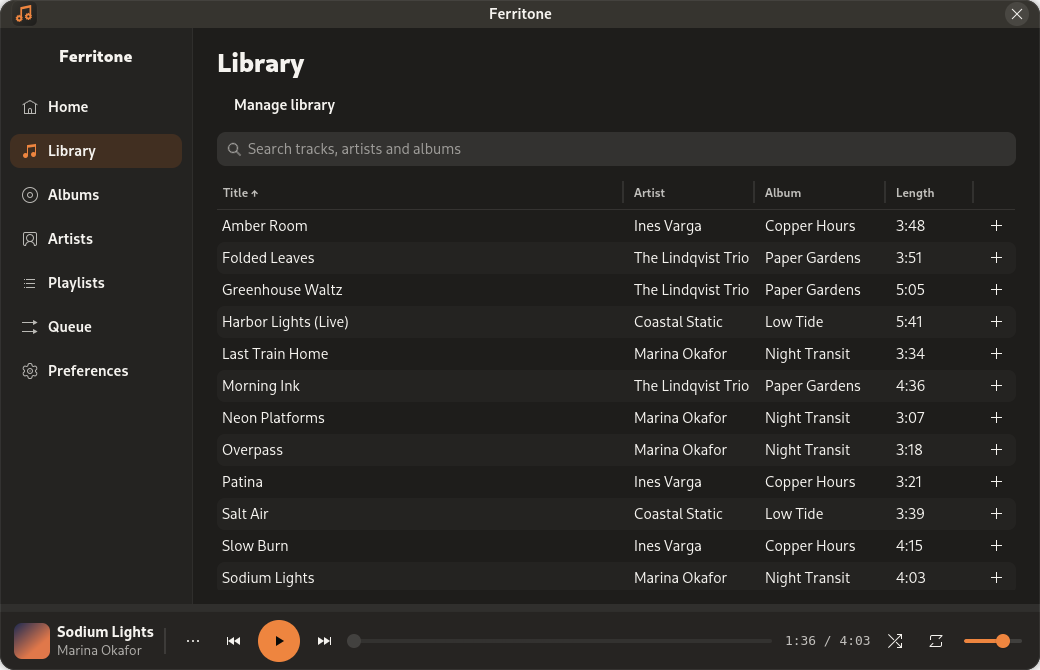 Ferritone
Ferritone
Home
Library
Albums
Artists
Playlists
Queue
Preferences
Library
Manage library
Search tracks, artists and albums
Title Artist Album Length
Amber Room Ines Varga Copper Hours 3:48
Folded Leaves The Lindqvist Trio Paper Gardens 3:51
Greenhouse Waltz The Lindqvist Trio Paper Gardens 5:05
Harbor Lights (Live) Coastal Static Low Tide 5:41
Last Train Home Marina Okafor Night Transit 3:34
Morning Ink The Lindqvist Trio Paper Gardens 4:36
Neon Platforms Marina Okafor Night Transit 3:07
Overpass Marina Okafor Night Transit 3:18
Patina Ines Varga Copper Hours 3:21
Salt Air Coastal Static Low Tide 3:39
Slow Burn Ines Varga Copper Hours 4:15
Sodium Lights Marina Okafor Night Transit 4:03
Sodium Lights
Marina Okafor
1:36 / 4:03